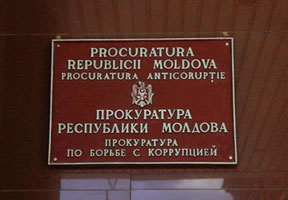 PROCURATURA
REPUBLICII MOLDOVA
PROCURATURA ANTICORUPȚIE
ПРОКУРАТУРА
РЕСПУБЛИКИ МОЛДОВА
ПРОКУРАТУРА
ПО БОРЬБЕ С КОРРУПЦИЕЙ